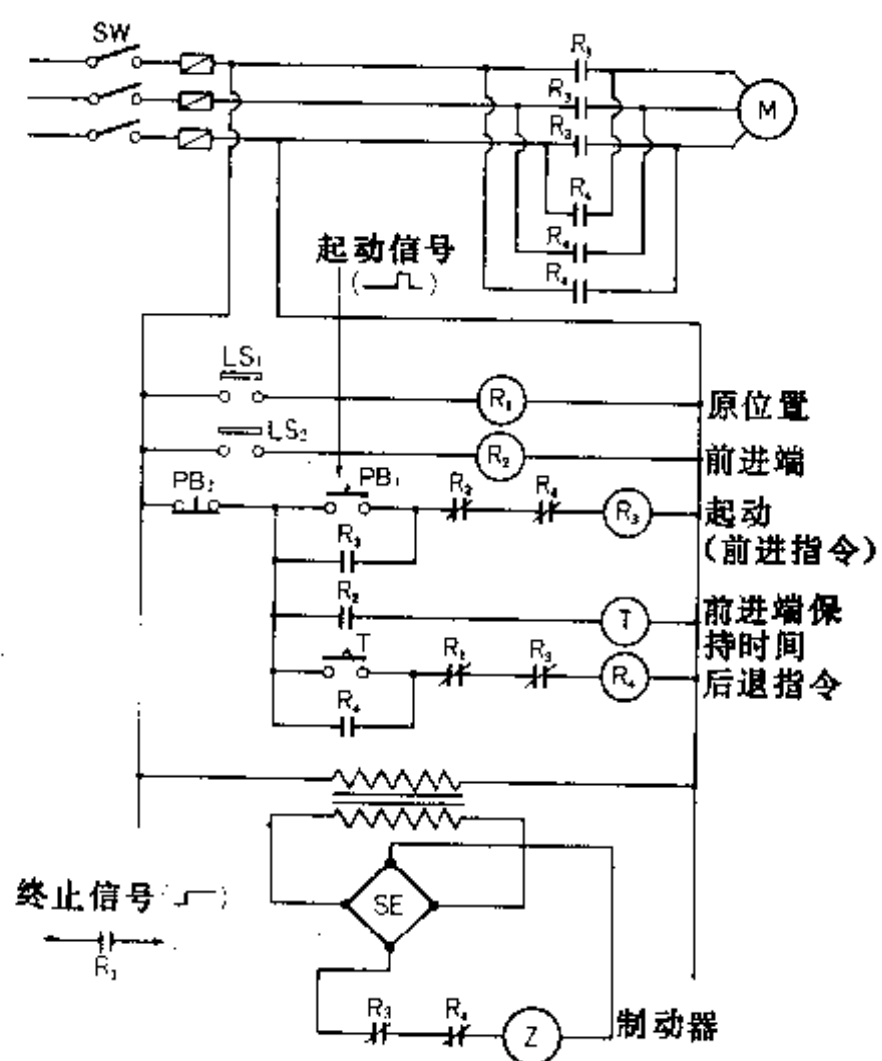 SW
R₃
R₃
M
R₃
R₄
R₄
R₄
起动信号
LS₁
R₁
原位置
LS₂
R₂
前进端
PB₂
PB₁
R₂
R₄
R₃
起动
(前进指令)
R₃
R₂
T
前进端保
持时间
T
R₁
R₃
R₄
后退指令
R₄
终止信号
SE
R₃
R₄
Z
制动器